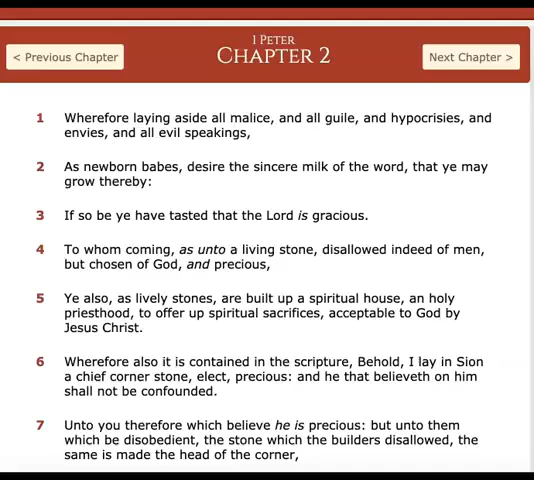 1 PETER
< Previous Chapter
CHAPTER 2
Next Chapter >
1 Wherefore laying aside all malice, and all guile, and hypocrisies, and
envies, and all evil speakings,
2 As newborn babes, desire the sincere milk of the word, that ye may
grow thereby:
3 If so be ye have tasted that the Lord is gracious.
4 To whom coming, as unto a living stone, disallowed indeed of men,
but chosen of God, and precious,
5 Ye also, as lively stones, are built up a spiritual house, an holy
priesthood, to offer up spiritual sacrifices, acceptable to God by
Jesus Christ.
6 Wherefore also it is contained in the scripture, Behold, I lay in Sion
a chief corner stone, elect, precious: and he that believeth on him
shall not be confounded.
7 Unto you therefore which believe he is precious: but unto them
which be disobedient, the stone which the builders disallowed, the
same is made the head of the corner,